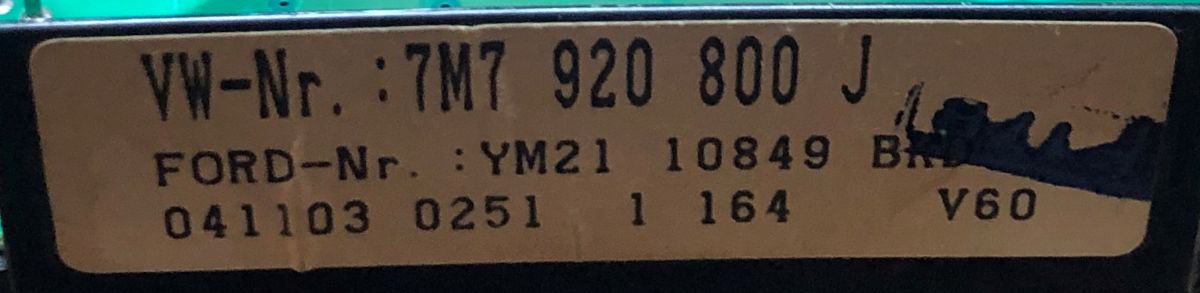 VW-Nr.:7M7 920 800 J
FORD-Nr.:YM21 10849
041103 0251 1 164 V60